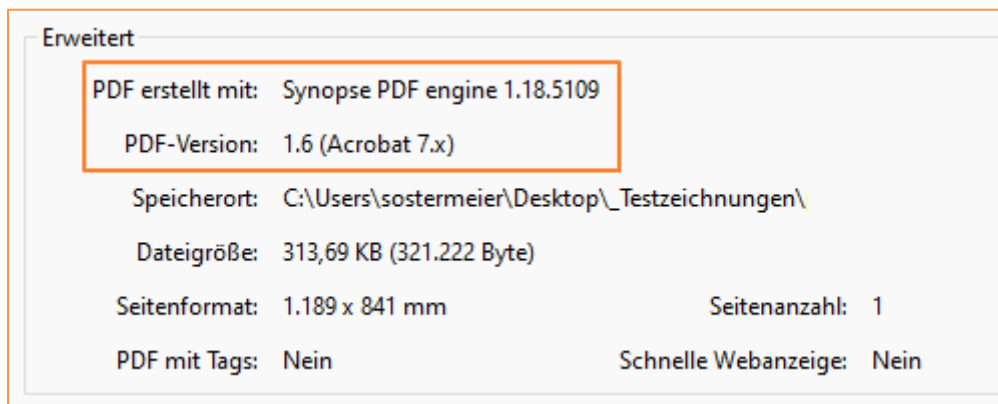 Erweitert
PDF erstellt mit: Synopse PDF engine 1.18.5109
PDF-Version: 1.6 (Acrobat 7.x)
Speicherort: C:\Users\sostermeier\Desktop\_Testzeichnungen\
Dateigröße: 313,69 KB (321.222 Byte)
Seitenformat: 1.189 x 841 mm Seitenanzahl: 1
PDF mit Tags: Nein Schnelle Webanzeige: Nein